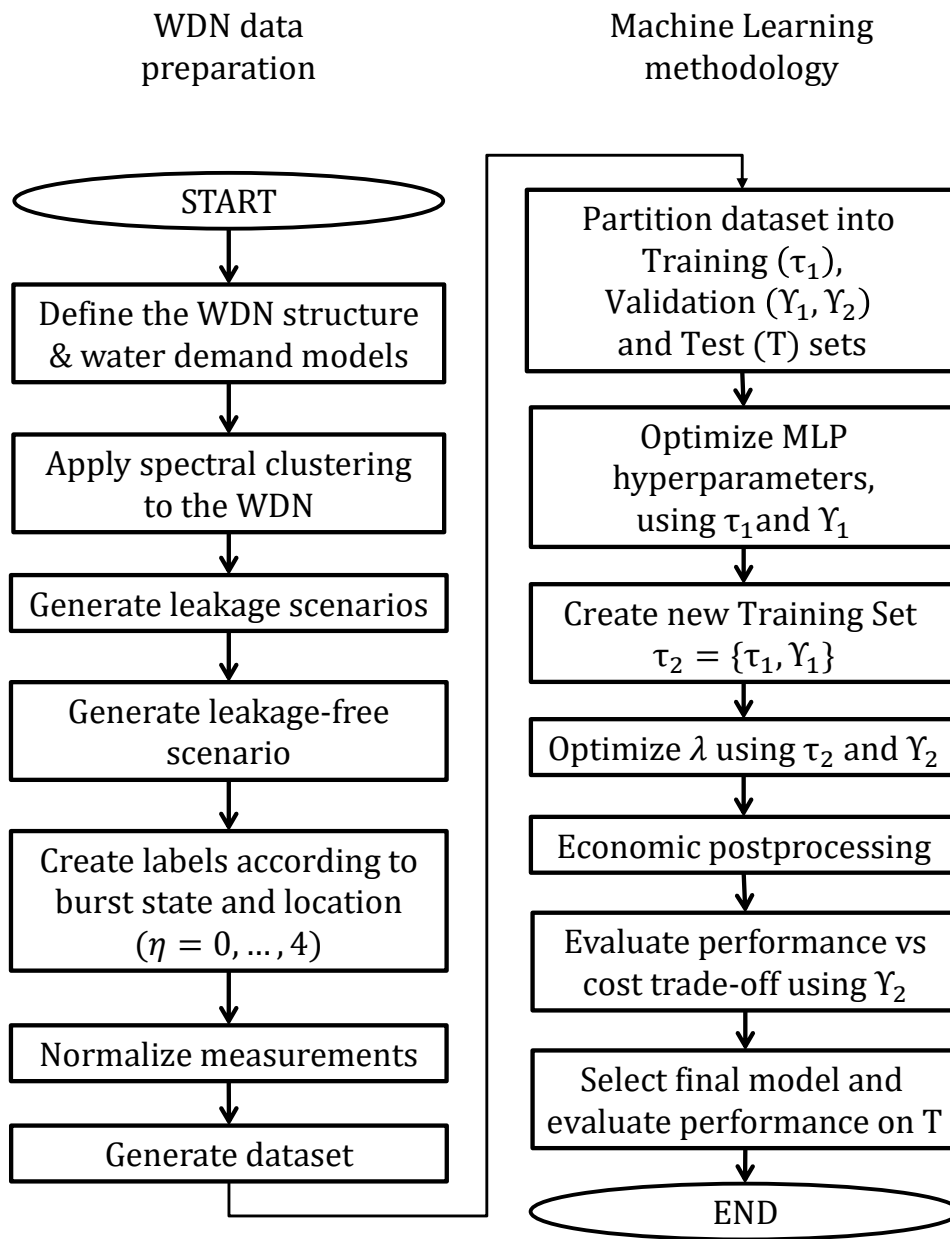 WDN data
preparation
START
Define the WDN structure
& water demand models
Apply spectral clustering
to the WDN
Generate leakage scenarios
Generate leakage-free
scenario
Create labels according to
burst state and location
(η = 0, … , 4)
Normalize measurements
Generate dataset
Machine Learning
methodology
Partition dataset into
Training (τ₁),
Validation (ϒ₁, ϒ₂)
and Test (T) sets
Optimize MLP
hyperparameters,
using τ₁ and ϒ₁
Create new Training Set
τ₂ = {τ₁, ϒ₁}
Optimize λ using τ₂ and ϒ₂
Economic postprocessing
Evaluate performance vs
cost trade-off using ϒ₂
Select final model and
evaluate performance on T
END